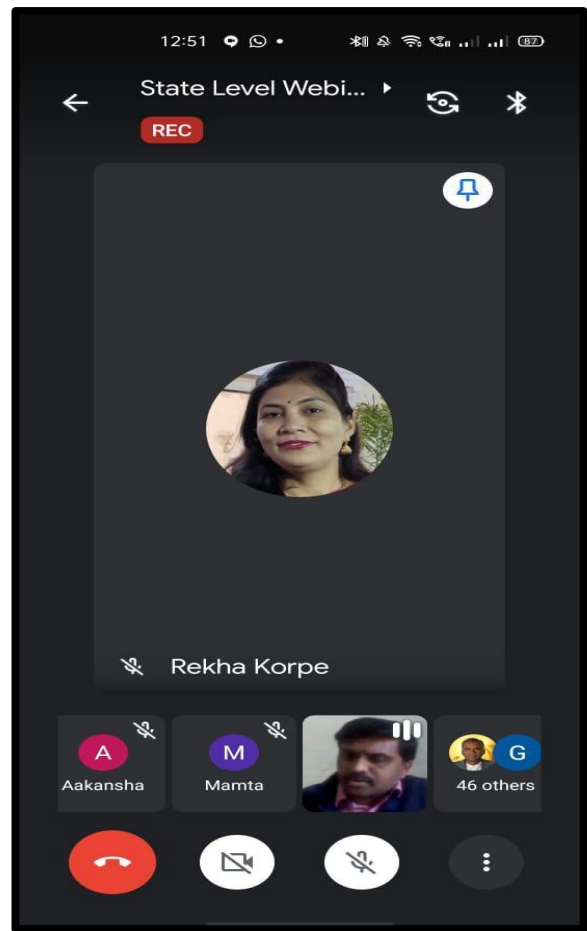 12:51 87
State Level Webi...
REC
Rekha Korpe
A M G
Aakansha Mamta 46 others